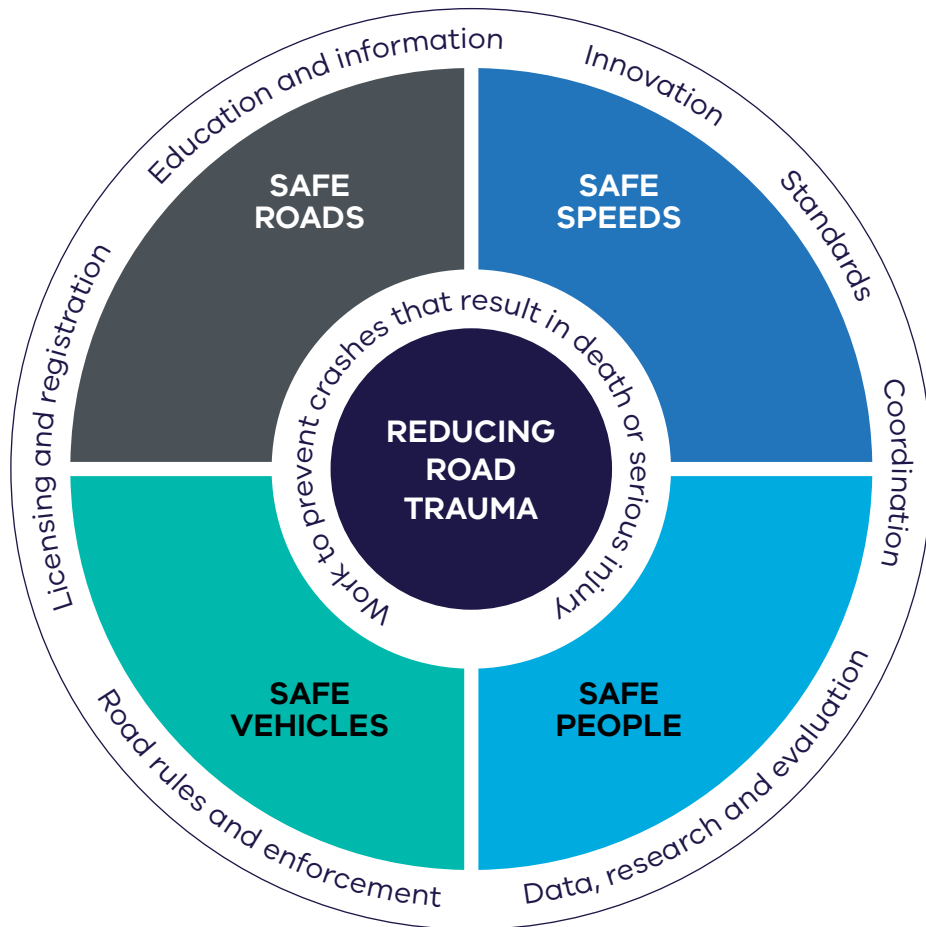 Education and information
Innovation
Standards
Coordination
Data, research and evaluation
Road rules and enforcement
Licensing and registration
SAFE
ROADS
SAFE
SPEEDS
Work to prevent crashes that result in death or serious injury
REDUCING
ROAD
TRAUMA
SAFE
VEHICLES
SAFE
PEOPLE